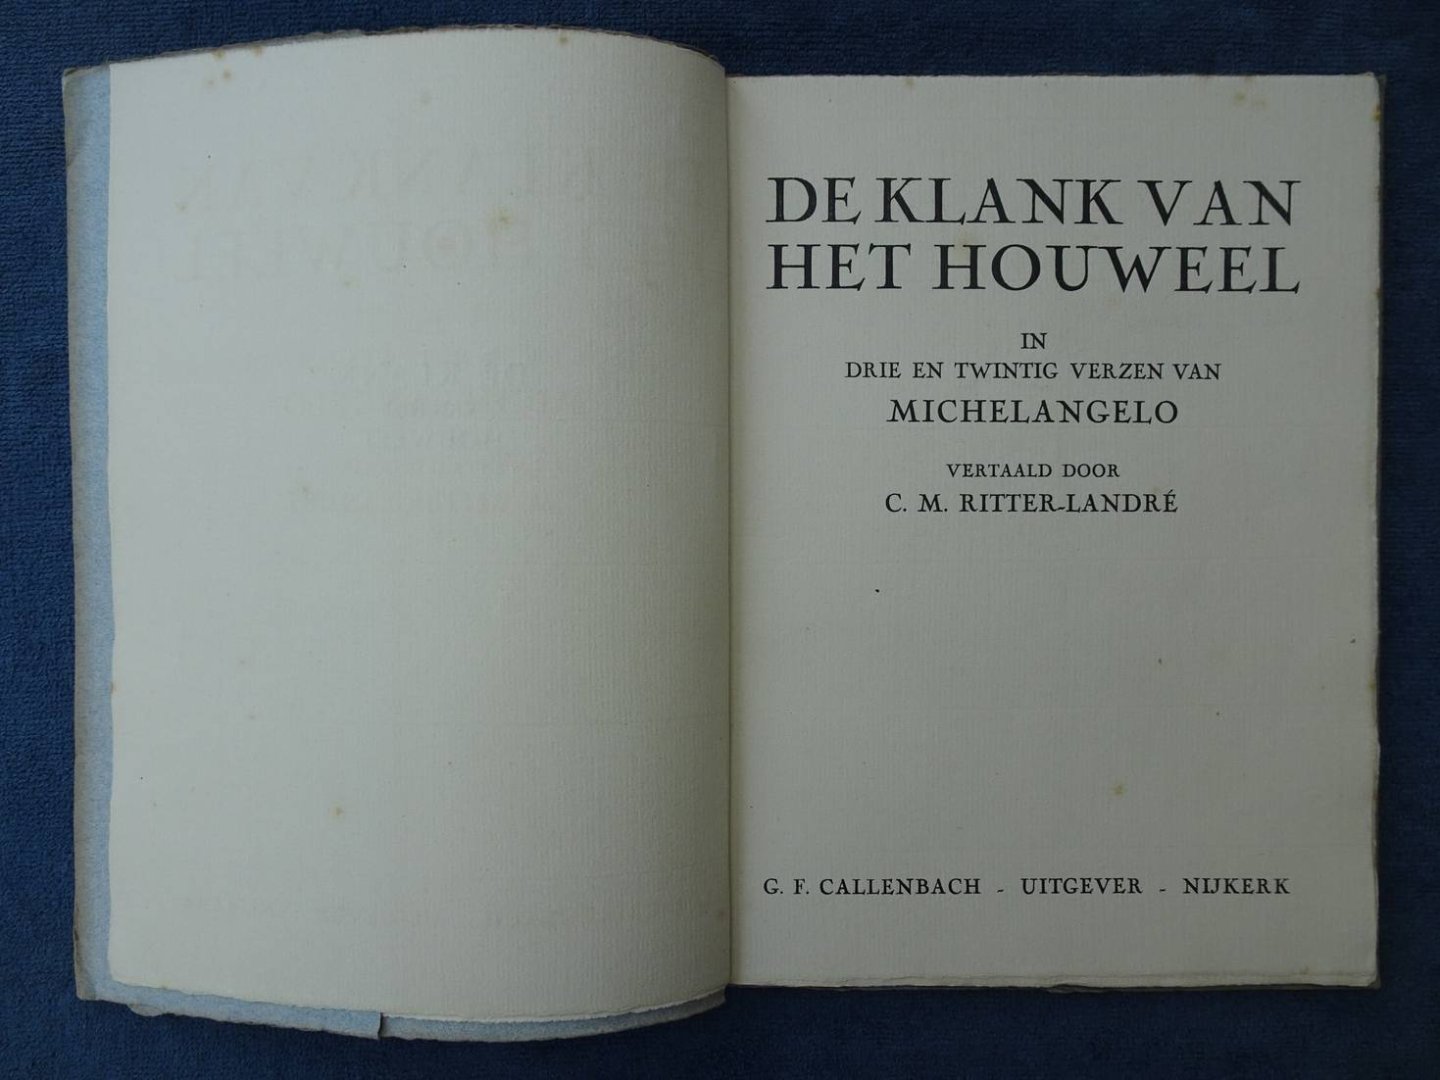 DE KLANK VAN
HET HOUWEEL
IN
DRIE EN TWINTIG VERZEN VAN
MICHELANGELO
VERTAALD DOOR
C. M. RITTER-LANDRÉ
G. F. CALLENBACH - UITGEVER - NIJKERK